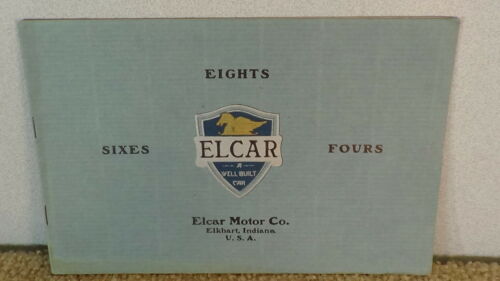 EIGHTS
SIXES
ELCAR
A
WELL BUILT
CAR
FOURS
Elcar Motor Co.
Elkhart, Indiana
U. S. A.